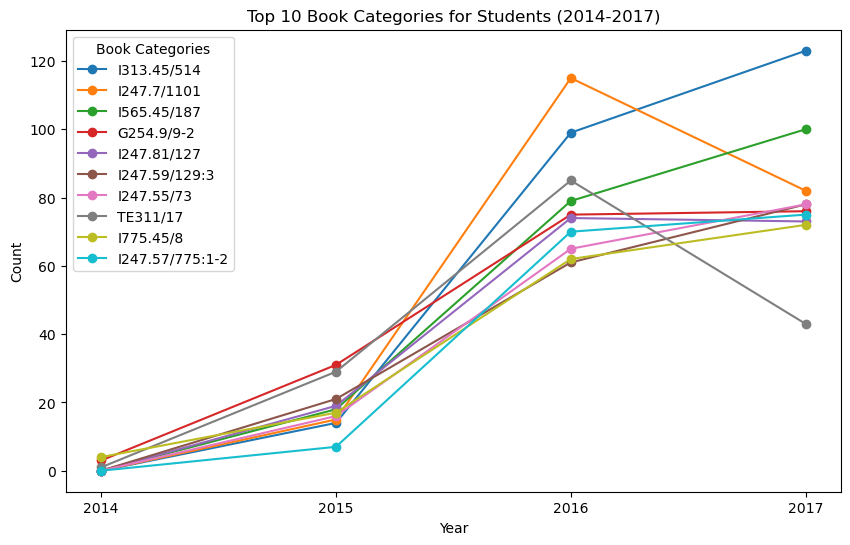 Top 10 Book Categories for Students (2014-2017)
Book Categories
I313.45/514
I247.7/1101
I565.45/187
G254.9/9-2
I247.81/127
I247.59/129:3
I247.55/73
TE311/17
I775.45/8
I247.57/775:1-2
Count
120
100
80
60
40
20
0
2014 2015 2016 2017
Year